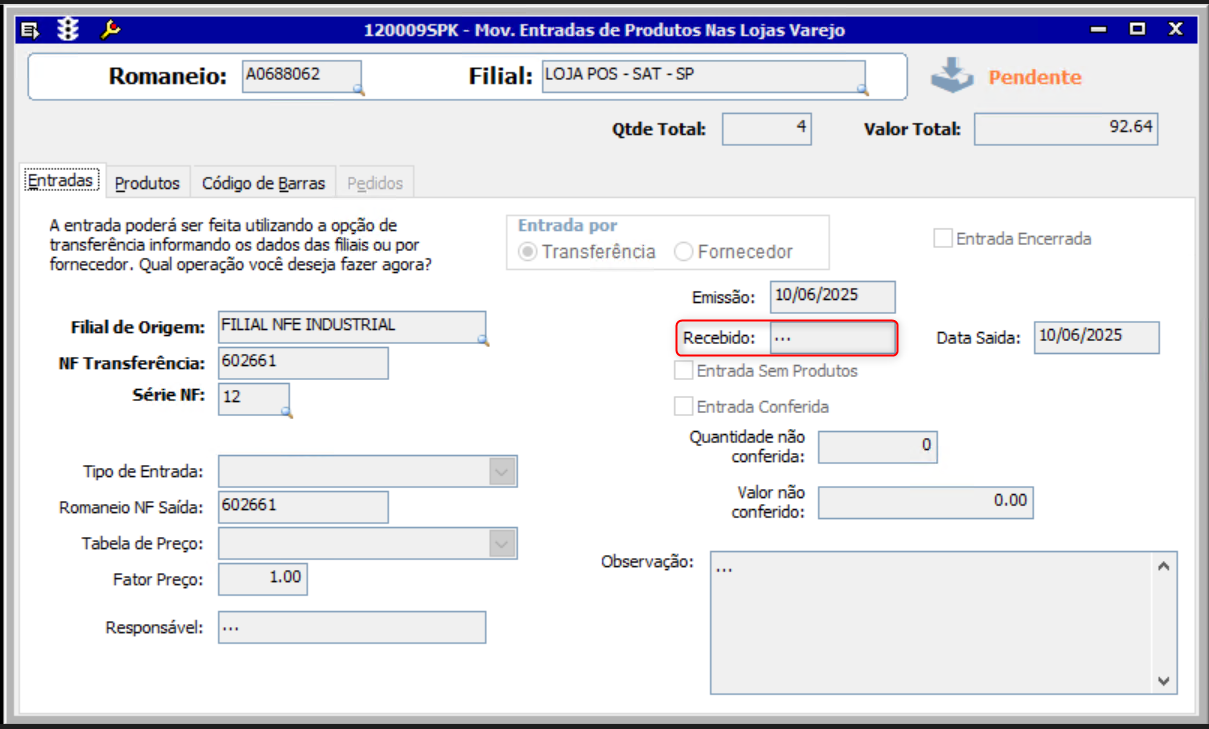 120009SPK - Mov. Entradas de Produtos Nas Lojas Varejo
Romaneio: A0688062 Filial: LOJA POS - SAT - SP Pendente
Qtde Total: 4 Valor Total: 92.64
Entradas Produtos Código de Barras Pedidos
A entrada poderá ser feita utilizando a opção de
transferência informando os dados das filiais ou por
fornecedor. Qual operação você deseja fazer agora?
Entrada por
Transferência Fornecedor
Entrada Encerrada
Emissão: 10/06/2025
Filial de Origem: FILIAL NFE INDUSTRIAL
Recebido: ... Data Saida: 10/06/2025
NF Transferência: 602661
Entrada Sem Produtos
Série NF: 12
Entrada Conferida
Quantidade não
conferida: 0
Tipo de Entrada:
Romaneio NF Saída: 602661
Valor não
conferido: 0.00
Tabela de Preço:
Fator Preço: 1.00
Observação: ...
Responsável: ...